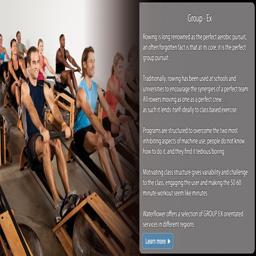 Group - Ex
Rowing is long renowned as the perfect aerobic pursuit,
an often forgotten fact is that at its core, it is the perfect
group pursuit.
Traditionally, rowing has been used at schools and
universities to encourage the synergies of a perfect team.
All rowers moving as one as a perfect crew
as such it lends itself ideally to class based exercise.
Programs are structured to overcome the two most
inhibiting aspects of machine use, people do not know
how to do it, and they find it tedious/boring.
Motivating class structure gives variability and challenge
to the class, engaging the user and making the 50-60
minute workout seem like minutes.
WaterRower offers a selection of GROUP EX orientated
services in different regions.
Learn more